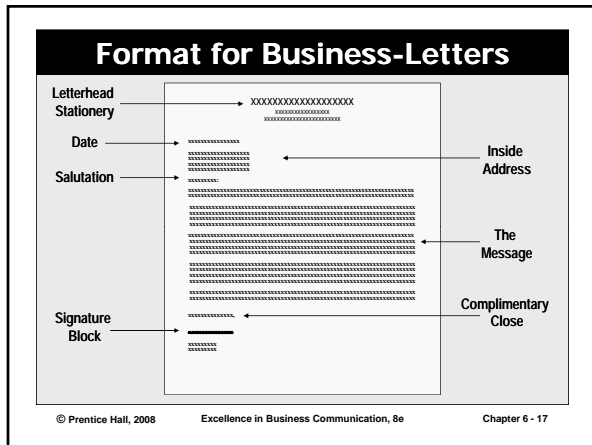 Format for Business-Letters
Letterhead
Stationery
Date
Inside
Address
Salutation
The
Message
Complimentary
Close
Signature
Block
© Prentice Hall, 2008 Excellence in Business Communication, 8e Chapter 6 - 17